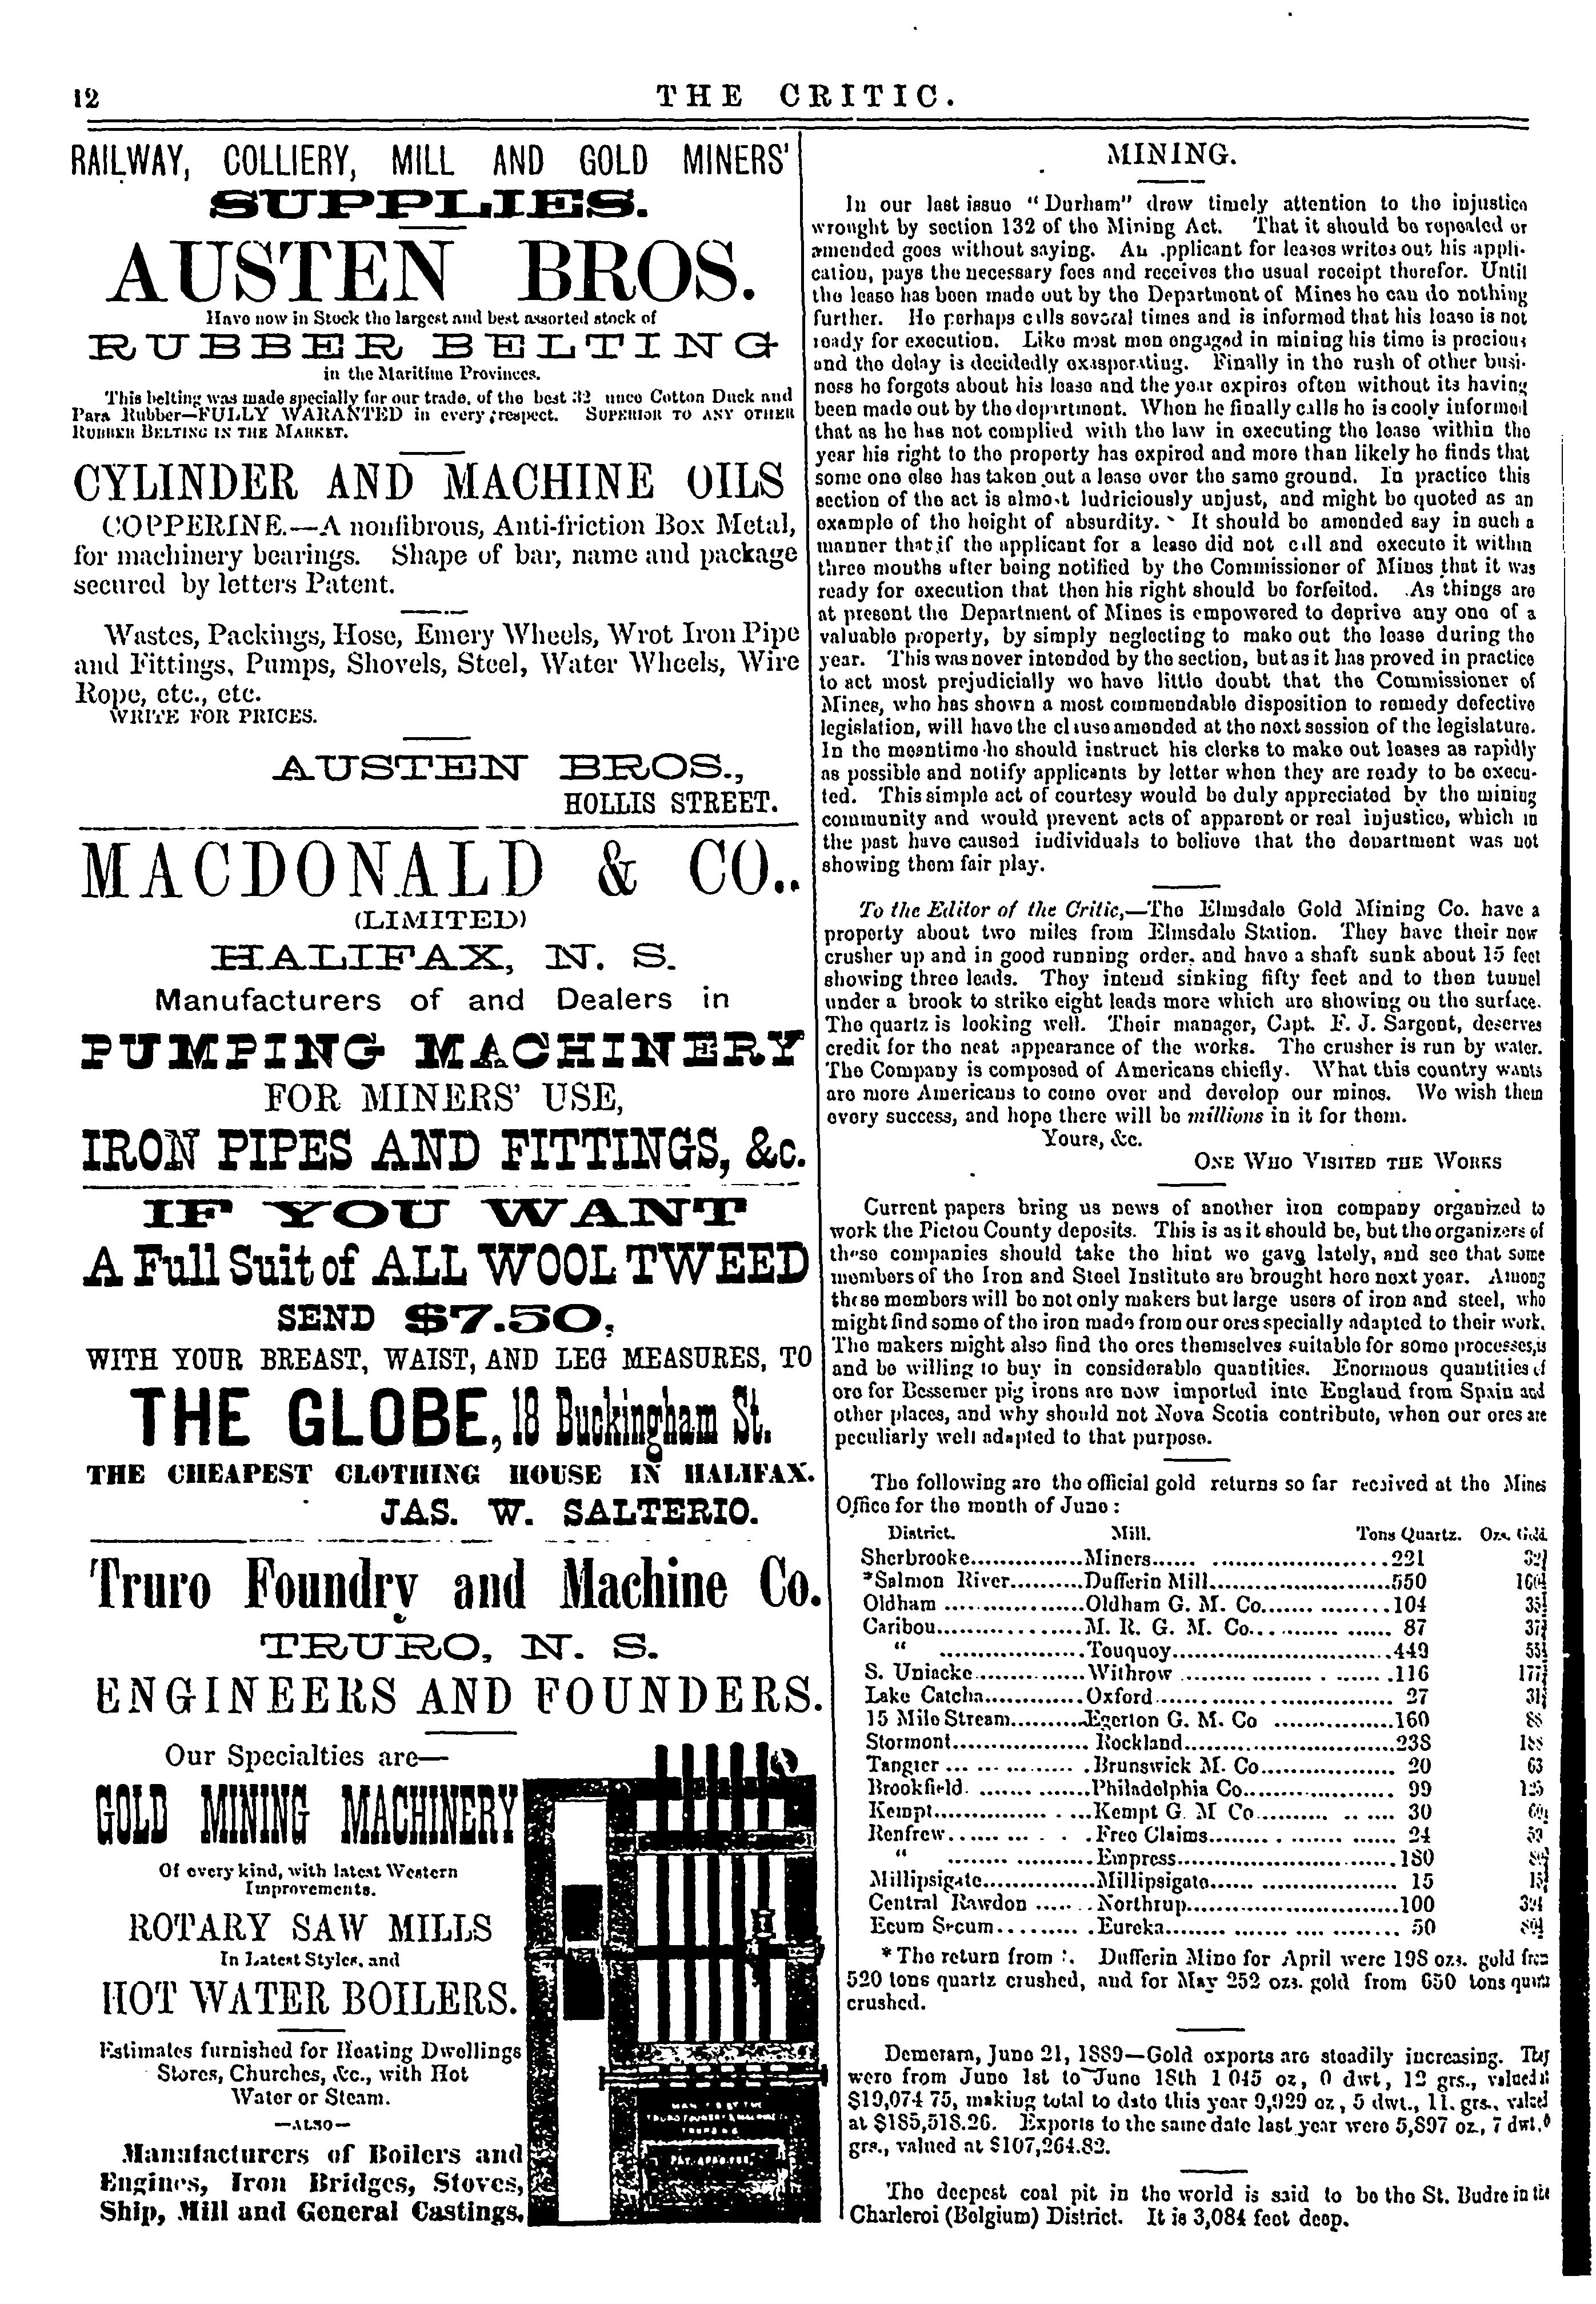 12
THE CRITIC.
RAILWAY, COLLIERY, MILL AND GOLD MINERS'
SUPPLIES.
AUSTEN BROS.
Have now in Stock the largest and best assorted stock of
RUBBER BELTING
in the Maritime Provinces.
This belting was made specially for our trade, of the best 32 unce Cotton Duck and
Para Rubber—FULLY WARANTED in every respect. SUPERIOR TO ANY OTHER
RUBBER BELTING IN THE MARKET.
CYLINDER AND MACHINE OILS
COPPERINE.—A nonfibrous, Anti-friction Box Metal,
for machinery bearings. Shape of bar, name and package
secured by letters Patent.
Wastes, Packings, Hose, Emery Wheels, Wrot Iron Pipe
and Fittings, Pumps, Shovels, Steel, Water Wheels, Wire
Rope, etc., etc.
WRITE FOR PRICES.
AUSTEN BROS.,
HOLLIS STREET.
MACDONALD & CO..
(LIMITED)
HALIFAX, N. S.
Manufacturers of and Dealers in
PUMPING MACHINERY
FOR MINERS' USE,
IRON PIPES AND FITTINGS, &c.
IF YOU WANT
A Full Suit of ALL WOOL TWEED
SEND $7.50,
WITH YOUR BREAST, WAIST, AND LEG MEASURES, TO
THE GLOBE, 18 Buckingham St.
THE CHEAPEST CLOTHING HOUSE IN HALIFAX.
JAS. W. SALTERIO.
Truro Foundry and Machine Co.
TRURO, N. S.
ENGINEERS AND FOUNDERS.
Our Specialties are—
GOLD MINING MACHINERY
Of every kind, with latest Western
Improvements.
ROTARY SAW MILLS
In Latest Styles, and
HOT WATER BOILERS.
Estimates furnished for Heating Dwellings
Stores, Churches, &c., with Hot
Water or Steam.
—ALSO—
Manufacturers of Boilers and
Engines, Iron Bridges, Stoves,
Ship, Mill and General Castings.
MINING.
In our last issue "Durham" drew timely attention to the injustice
wrought by section 132 of the Mining Act. That it should be repealed or
amended goes without saying. An .pplicant for leases writes out his appli-
cation, pays the necessary fees and receives the usual receipt therefor. Until
the lease has been made out by the Department of Mines he can do nothing
further. He perhaps calls several times and is informed that his lease is not
ready for execution. Like most men engaged in mining his time is precious
and the delay is decidedly exasperating. Finally in the rush of other busi-
ness he forgets about his lease and the year expires often without its having
been made out by the department. When he finally calls he is cooly informed
that as he has not complied with the law in executing the lease within the
year his right to the property has expired and more than likely he finds that
some one else has taken out a lease over the same ground. In practice this
section of the act is almost ludriciously unjust, and might be quoted as an
example of the height of absurdity. It should be amended say in such a
manner that if the applicant for a lease did not call and execute it within
three months after being notified by the Commissioner of Mines that it was
ready for execution that then his right should be forfeited. As things are
at present the Department of Mines is empowered to deprive any one of a
valuable property, by simply neglecting to make out the lease during the
year. This was never intended by the section, but as it has proved in practice
to act most prejudicially we have little doubt that the Commissioner of
Mines, who has shown a most commendable disposition to remedy defective
legislation, will have the clause amended at the next session of the legislature.
In the meantime he should instruct his clerks to make out leases as rapidly
as possible and notify applicants by letter when they are ready to be execu-
ted. This simple act of courtesy would be duly appreciated by the mining
community and would prevent acts of apparent or real injustice, which in
the past have caused individuals to believe that the department was not
showing them fair play.
To the Editor of the Critic,—The Elmsdale Gold Mining Co. have a
property about two miles from Elmsdale Station. They have their new
crusher up and in good running order, and have a shaft sunk about 15 feet
showing three leads. They intend sinking fifty feet and to then tunnel
under a brook to strike eight leads more which are showing on the surface.
The quartz is looking well. Their manager, Capt. F. J. Sargent, deserves
credit for the neat appearance of the works. The crusher is run by water.
The Company is composed of Americans chiefly. What this country wants
are more Americans to come over and develop our mines. We wish them
every success, and hope there will be millions in it for them.
Yours, &c.
ONE WHO VISITED THE WORKS
Current papers bring us news of another iron company organized to
work the Pictou County deposits. This is as it should be, but the organizers of
these companies should take the hint we gave lately, and see that some
members of the Iron and Steel Institute are brought here next year. Among
these members will be not only makers but large users of iron and steel, who
might find some of the iron made from our ores specially adapted to their work.
The makers might also find the ores themselves suitable for some processes,
and be willing to buy in considerable quantities. Enormous quantities of
ore for Bessemer pig irons are now imported into England from Spain and
other places, and why should not Nova Scotia contribute, when our ores are
peculiarly well adapted to that purpose.
The following are the official gold returns so far received at the Mines
Office for the month of June:
District. Mill. Tons Quartz. Ozs. Gold.
Sherbrooke...............Miners...........................221
*Salmon River..........Dufferin Mill.........................550
Oldham ...................Oldham G. M. Co..................104
Caribou....................M. R. G. M. Co................... 87
" ....................Touquoy..............................449
S. Uniacke...............Withrow............................116
Lake Catcha.............Oxford................................ 27
15 Mile Stream..........Egerton G. M. Co ................160
Stormont...................Rockland............................238
Tangier ....................Brunswick M. Co................... 20 63
Brookfield.................Philadelphia Co.................... 99 125
Kempt......................Kempt G. M Co................... 30
Renfrew....................Free Claims......................... 24
" ....................Empress..............................180
Millipsigate...............Millipsigate.......................... 15
Central Rawdon .........Northrup.............................100
Ecum Secum.............Eureka................................ 50
*The return from Dufferin Mine for April were 198 ozs. gold from
520 tons quartz crushed, and for May 252 ozs. gold from 650 tons quartz
crushed.
Demeram, June 21, 1889—Gold exports are steadily increasing. They
were from June 1st to June 18th 1 045 oz, 0 dwt, 12 grs., valued at
$19,074 75, making total to date this year 9,929 oz, 5 dwt., 11. grs., valued
at $185,518.26. Exports to the same date last year were 5,897 oz., 7 dwt.
grs., valued at $107,264.82.
The deepest coal pit in the world is said to be the St. Budre in the
Charleroi (Belgium) District. It is 3,084 feet deep.